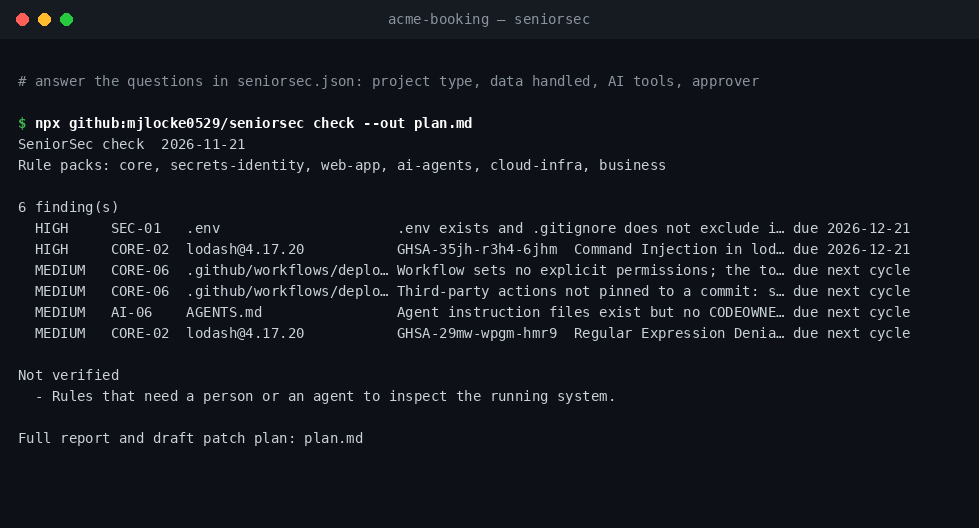 acme-booking — seniorsec
# answer the questions in seniorsec.json: project type, data handled, AI tools, approver
$ npx github:mjlocke0529/seniorsec check --out plan.md
SeniorSec check  2026-11-21
Rule packs: core, secrets-identity, web-app, ai-agents, cloud-infra, business
6 finding(s)
HIGH     SEC-01   .env                     .env exists and .gitignore does not exclude i… due 2026-12-21
HIGH     CORE-02  lodash@4.17.20           GHSA-35jh-r3h4-6jhm  Command Injection in lod… due 2026-12-21
MEDIUM   CORE-06  .github/workflows/deplo… Workflow sets no explicit permissions; the to… due next cycle
MEDIUM   CORE-06  .github/workflows/deplo… Third-party actions not pinned to a commit: s… due next cycle
MEDIUM   AI-06    AGENTS.md                Agent instruction files exist but no CODEOWNE… due next cycle
MEDIUM   CORE-02  lodash@4.17.20           GHSA-29mw-wpgm-hmr9  Regular Expression Denia… due next cycle
Not verified
- Rules that need a person or an agent to inspect the running system.
Full report and draft patch plan: plan.md